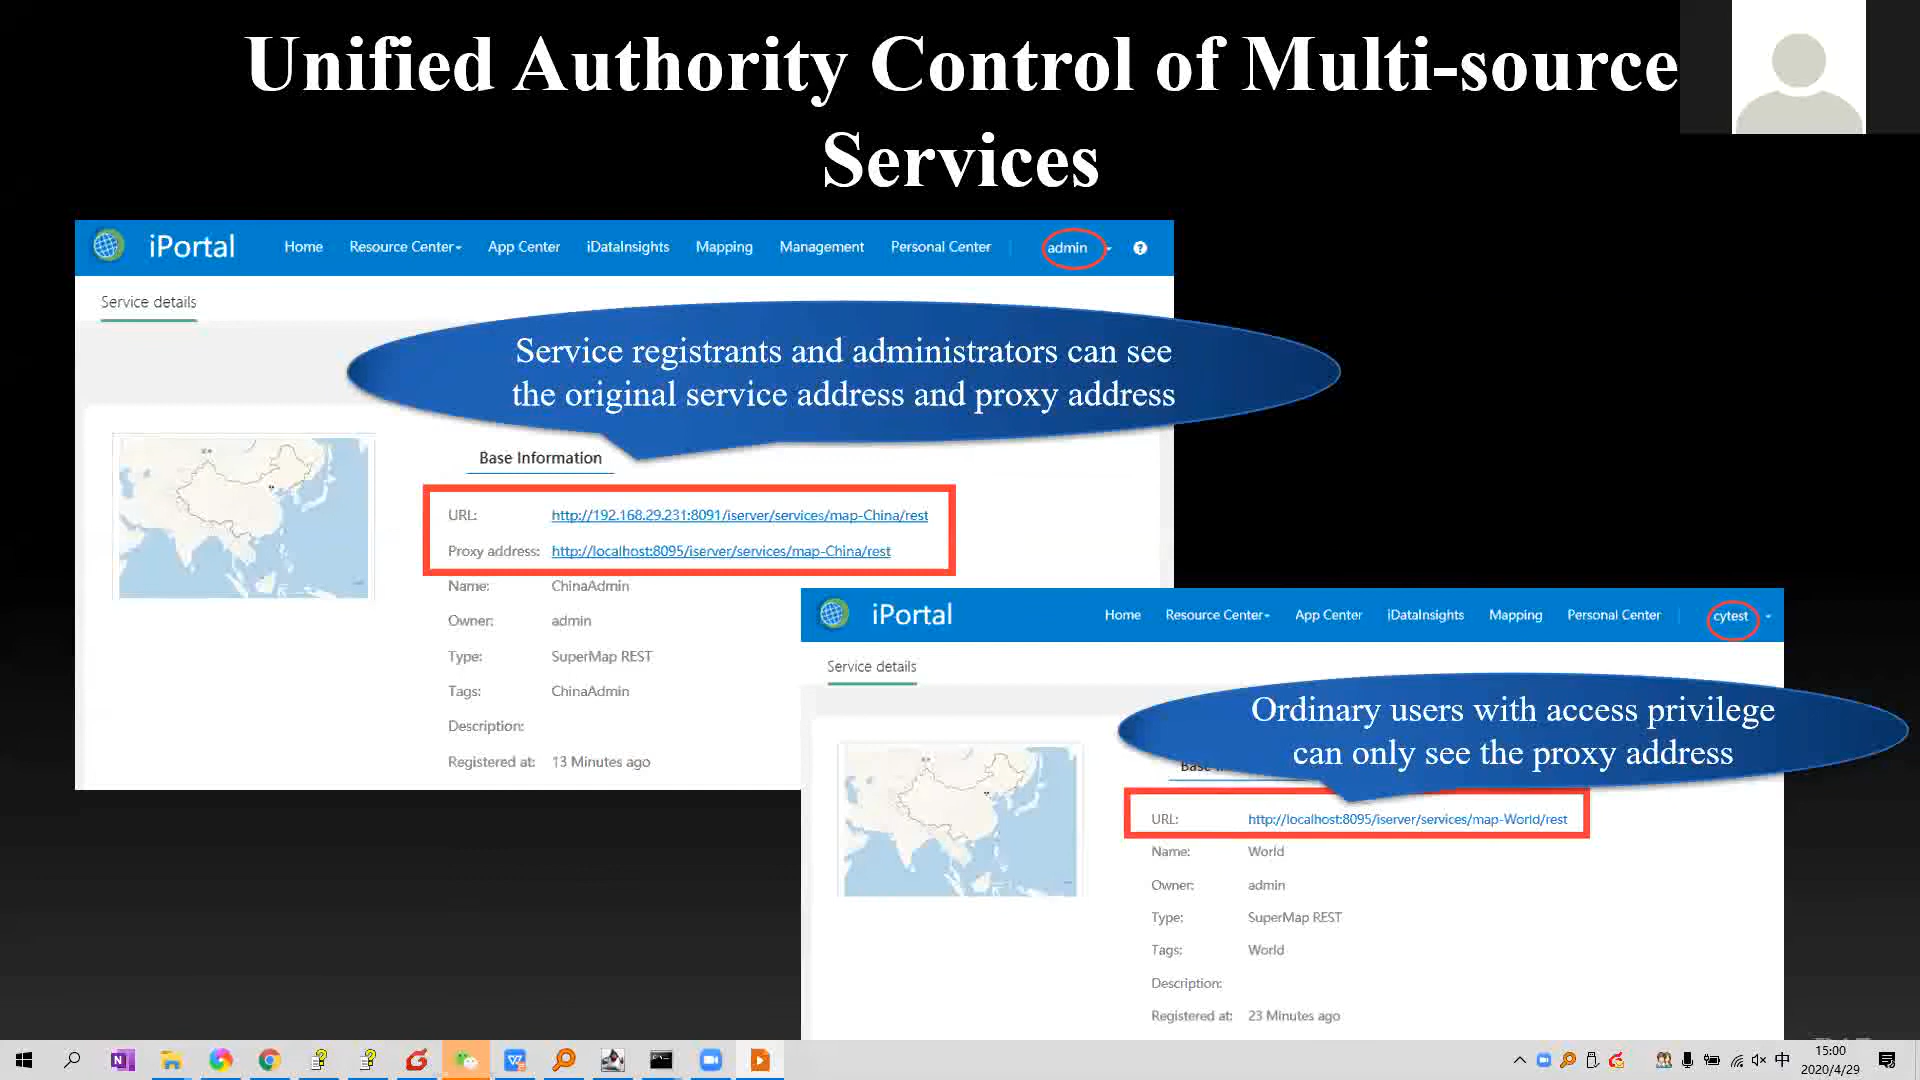 Unified Authority Control of Multi-source
Services
iPortal
Home
Resource Center
App Center
iDataInsights
Mapping
Management
Personal Center
admin
?
Service details
Service registrants and administrators can see
the original service address and proxy address
Base Information
URL: http://192.168.29.231:8091/iserver/services/map-China/rest
Proxy address: http://localhost:8095/iserver/services/map-China/rest
Name: ChinaAdmin
Owner: admin
Type: SuperMap REST
Tags: ChinaAdmin
Description:
Registered at: 13 Minutes ago
iPortal
Home
Resource Center
App Center
iDataInsights
Mapping
Personal Center
cytest
Service details
Ordinary users with access privilege
can only see the proxy address
URL: http://localhost:8095/iserver/services/map-World/rest
Name: World
Owner: admin
Type: SuperMap REST
Tags: World
Description:
Registered at: 23 Minutes ago
中
15:00
2020/4/29